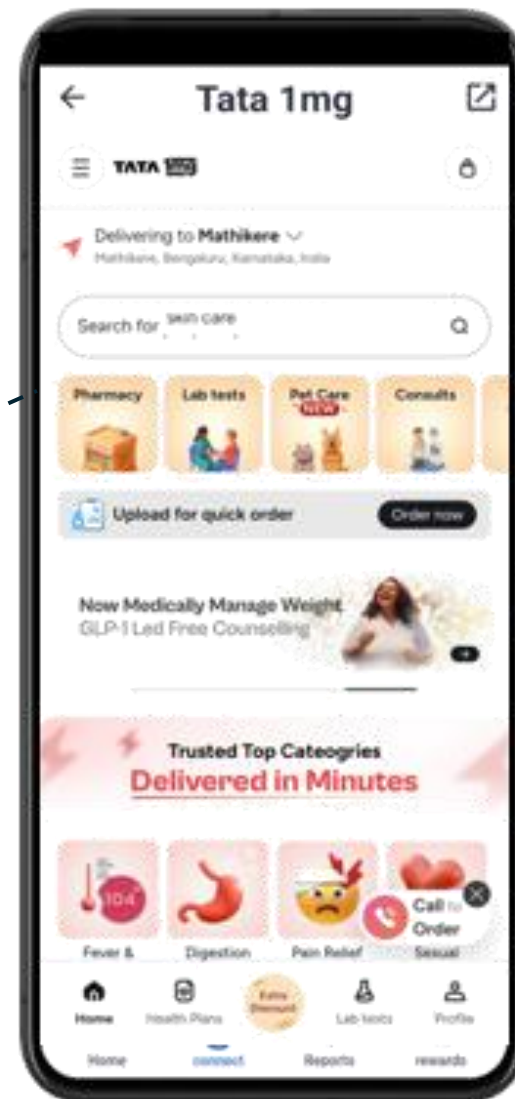 Tata 1mg
TATA 1mg
Delivering to Mathikere
Mathikere, Bengaluru, Karnataka, India
Search for skin care
Pharmacy
Lab tests
Pet Care
NEW
Consults
Upload for quick order
Order now
Now Medically Manage Weight
GLP-1 Led Free Counselling
Trusted Top Cateogries
Delivered in Minutes
104°
Fever &
Digestion
Pain Relief
Sexual
Call to
Order
Home
Health Plans
Extra
Discount
Lab tests
Profile
Home
connect
Reports
rewards